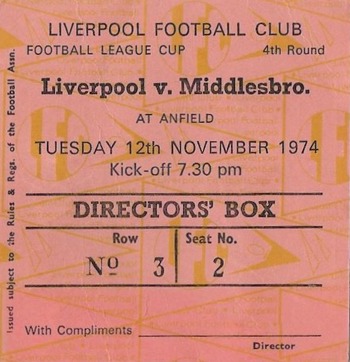 LIVERPOOL FOOTBALL CLUB
FOOTBALL LEAGUE CUP 4th Round
Liverpool v. Middlesbro.
AT ANFIELD
TUESDAY 12th NOVEMBER 1974
Kick-off 7.30 pm
DIRECTORS' BOX
Row Seat No.
Nº 3 2
With Compliments
Director
Issued subject to the Rules & Regs. of the Football Assn.